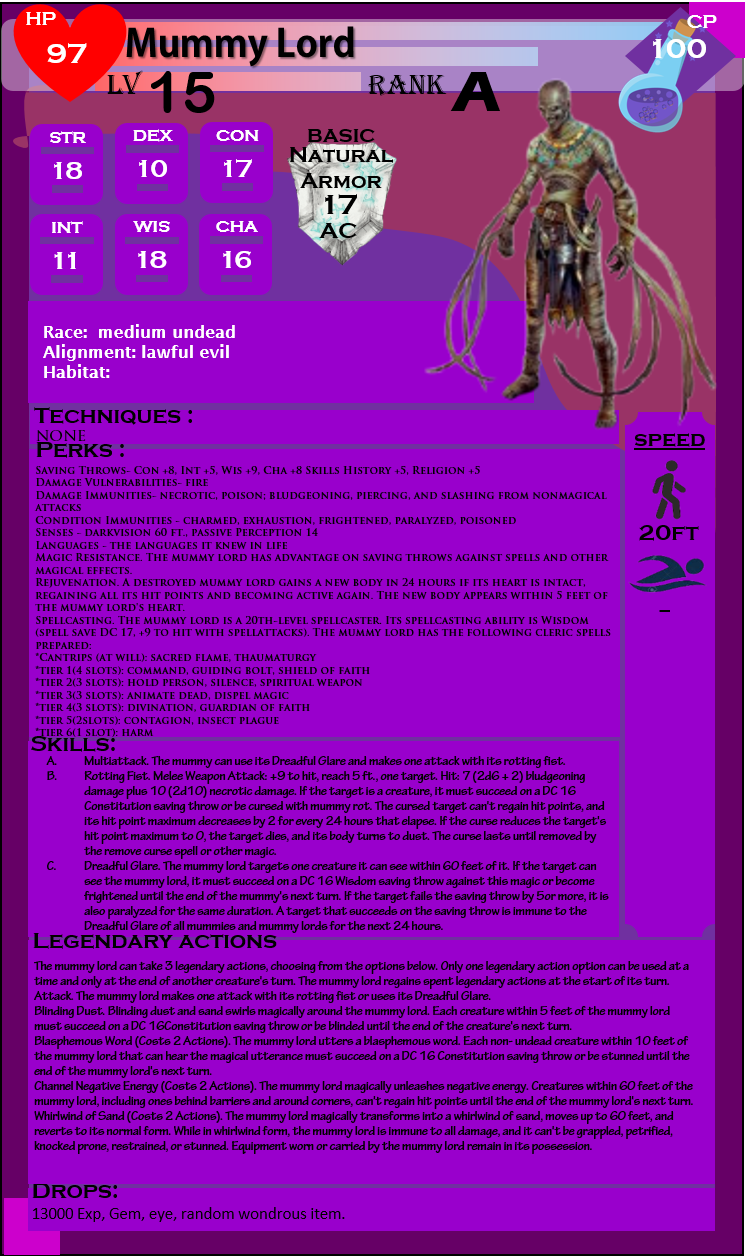 HP
97
Mummy Lord
CP
100
LV 15
RANK A
STR
18
DEX
10
CON
17
INT
11
WIS
18
CHA
16
BASIC
NATURAL
ARMOR
17
AC
Race:  medium undead
Alignment: lawful evil
Habitat:
TECHNIQUES :
NONE
PERKS :
SAVING THROWS- CON +8, INT +5, WIS +9, CHA +8 SKILLS HISTORY +5, RELIGION +5
DAMAGE VULNERABILITIES- FIRE
DAMAGE IMMUNITIES- NECROTIC, POISON; BLUDGEONING, PIERCING, AND SLASHING FROM NONMAGICAL
ATTACKS
CONDITION IMMUNITIES - CHARMED, EXHAUSTION, FRIGHTENED, PARALYZED, POISONED
SENSES - DARKVISION 60 FT., PASSIVE PERCEPTION 14
LANGUAGES - THE LANGUAGES IT KNEW IN LIFE
MAGIC RESISTANCE. THE MUMMY LORD HAS ADVANTAGE ON SAVING THROWS AGAINST SPELLS AND OTHER
MAGICAL EFFECTS.
REJUVENATION. A DESTROYED MUMMY LORD GAINS A NEW BODY IN 24 HOURS IF ITS HEART IS INTACT,
REGAINING ALL ITS HIT POINTS AND BECOMING ACTIVE AGAIN. THE NEW BODY APPEARS WITHIN 5 FEET OF
THE MUMMY LORD'S HEART.
SPELLCASTING. THE MUMMY LORD IS A 20TH-LEVEL SPELLCASTER. ITS SPELLCASTING ABILITY IS WISDOM
(SPELL SAVE DC 17, +9 TO HIT WITH SPELLATTACKS). THE MUMMY LORD HAS THE FOLLOWING CLERIC SPELLS
PREPARED:
*CANTRIPS (AT WILL): SACRED FLAME, THAUMATURGY
*TIER 1(4 SLOTS): COMMAND, GUIDING BOLT, SHIELD OF FAITH
*TIER 2(3 SLOTS): HOLD PERSON, SILENCE, SPIRITUAL WEAPON
*TIER 3(3 SLOTS): ANIMATE DEAD, DISPEL MAGIC
*TIER 4(3 SLOTS): DIVINATION, GUARDIAN OF FAITH
*TIER 5(2SLOTS): CONTAGION, INSECT PLAGUE
*TIER 6(1 SLOT): HARM
SPEED
20FT
–
SKILLS:
A. Multiattack. The mummy can use its Dreadful Glare and makes one attack with its rotting fist.
B. Rotting Fist. Melee Weapon Attack: +9 to hit, reach 5 ft., one target. Hit: 7 (2d6 + 2) bludgeoning
damage plus 10 (2d10) necrotic damage. If the target is a creature, it must succeed on a DC 16
Constitution saving throw or be cursed with mummy rot. The cursed target can't regain hit points, and
its hit point maximum decreases by 2 for every 24 hours that elapse. If the curse reduces the target's
hit point maximum to 0, the target dies, and its body turns to dust. The curse lasts until removed by
the remove curse spell or other magic.
C. Dreadful Glare. The mummy lord targets one creature it can see within 60 feet of it. If the target can
see the mummy lord, it must succeed on a DC 16 Wisdom saving throw against this magic or become
frightened until the end of the mummy's next turn. If the target fails the saving throw by 5or more, it is
also paralyzed for the same duration. A target that succeeds on the saving throw is immune to the
Dreadful Glare of all mummies and mummy lords for the next 24 hours.
LEGENDARY ACTIONS
The mummy lord can take 3 legendary actions, choosing from the options below. Only one legendary action option can be used at a
time and only at the end of another creature's turn. The mummy lord regains spent legendary actions at the start of its turn.
Attack. The mummy lord makes one attack with its rotting fist or uses its Dreadful Glare.
Blinding Dust. Blinding dust and sand swirls magically around the mummy lord. Each creature within 5 feet of the mummy lord
must succeed on a DC 16Constitution saving throw or be blinded until the end of the creature's next turn.
Blasphemous Word (Costs 2 Actions). The mummy lord utters a blasphemous word. Each non- undead creature within 10 feet of
the mummy lord that can hear the magical utterance must succeed on a DC 16 Constitution saving throw or be stunned until the
end of the mummy lord's next turn.
Channel Negative Energy (Costs 2 Actions). The mummy lord magically unleashes negative energy. Creatures within 60 feet of the
mummy lord, including ones behind barriers and around corners, can't regain hit points until the end of the mummy lord's next turn.
Whirlwind of Sand (Costs 2 Actions). The mummy lord magically transforms into a whirlwind of sand, moves up to 60 feet, and
reverts to its normal form. While in whirlwind form, the mummy lord is immune to all damage, and it can't be grappled, petrified,
knocked prone, restrained, or stunned. Equipment worn or carried by the mummy lord remain in its possession.
DROPS:
13000 Exp, Gem, eye, random wondrous item.